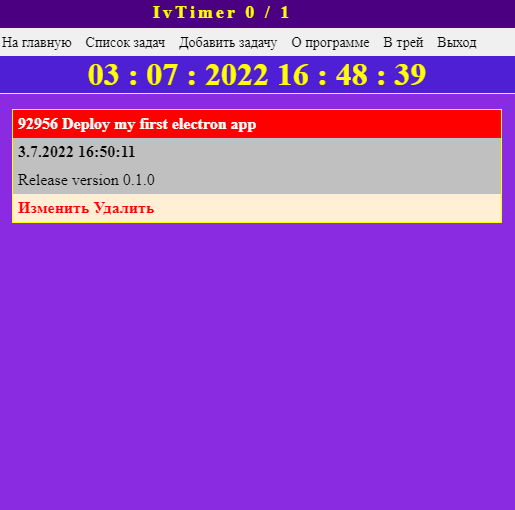 IvTimer 0 / 1
На главную Список задач Добавить задачу О программе В трей Выход
03 : 07 : 2022 16 : 48 : 39
92956 Deploy my first electron app
3.7.2022 16:50:11
Release version 0.1.0
Изменить Удалить